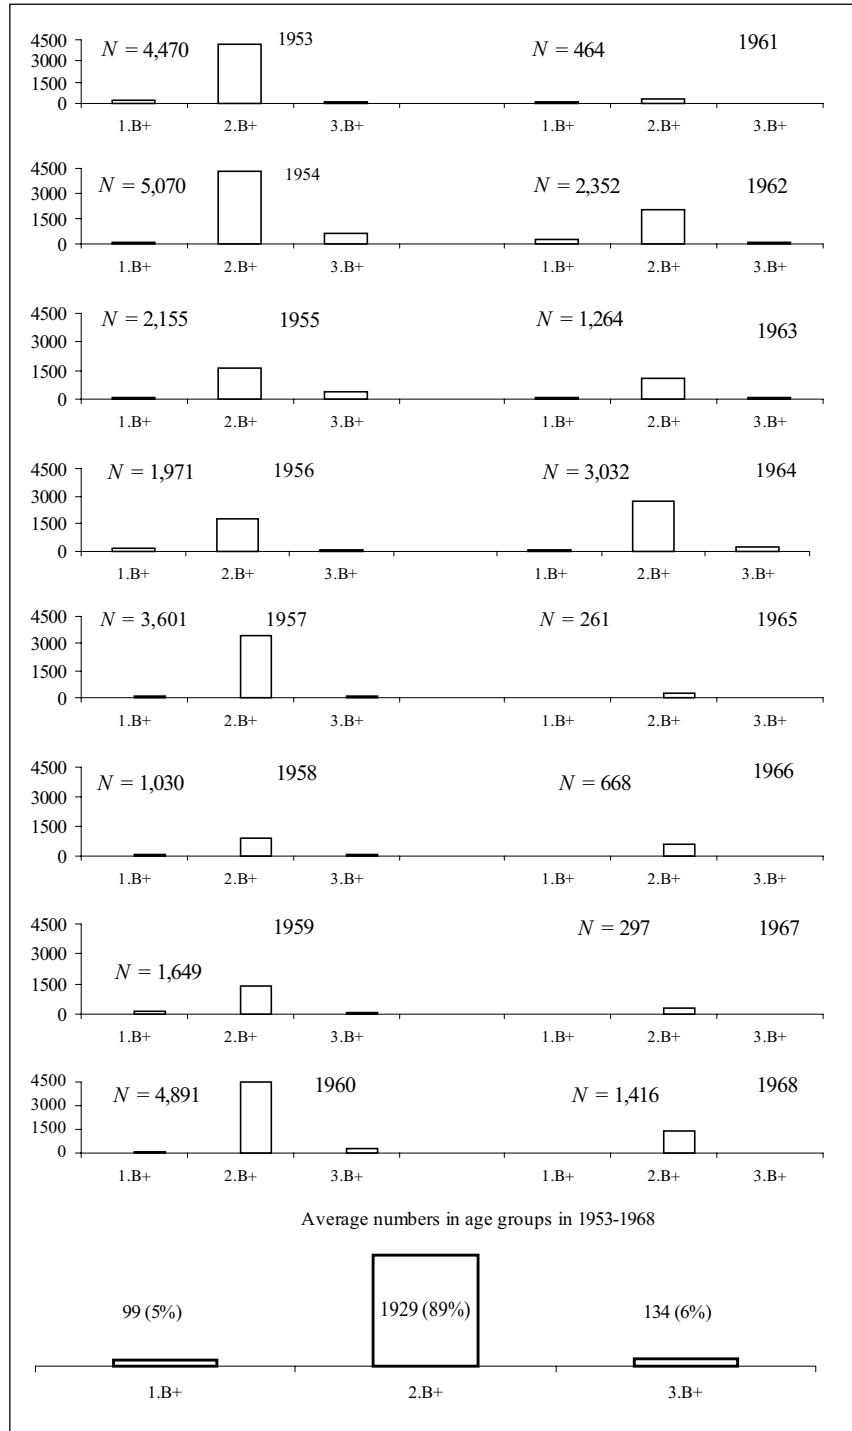 4500 N = 4,470 1953 N = 464 1961
3000
1500
0
1.B+ 2.B+ 3.B+ 1.B+ 2.B+ 3.B+
4500 N = 5,070 1954 N = 2,352 1962
3000
1500
0
1.B+ 2.B+ 3.B+ 1.B+ 2.B+ 3.B+
4500 N = 2,155 1955 N = 1,264 1963
3000
1500
0
1.B+ 2.B+ 3.B+ 1.B+ 2.B+ 3.B+
4500 N = 1,971 1956 N = 3,032 1964
3000
1500
0
1.B+ 2.B+ 3.B+ 1.B+ 2.B+ 3.B+
4500 N = 3,601 1957 N = 261 1965
3000
1500
0
1.B+ 2.B+ 3.B+ 1.B+ 2.B+ 3.B+
4500 N = 1,030 1958 N = 668 1966
3000
1500
0
1.B+ 2.B+ 3.B+ 1.B+ 2.B+ 3.B+
4500 1959 N = 297 1967
3000 N = 1,649
1500
0
1.B+ 2.B+ 3.B+ 1.B+ 2.B+ 3.B+
4500 N = 4,891 1960 N = 1,416 1968
3000
1500
0
1.B+ 2.B+ 3.B+ 1.B+ 2.B+ 3.B+
Average numbers in age groups in 1953-1968
99 (5%) 1929 (89%) 134 (6%)
1.B+ 2.B+ 3.B+